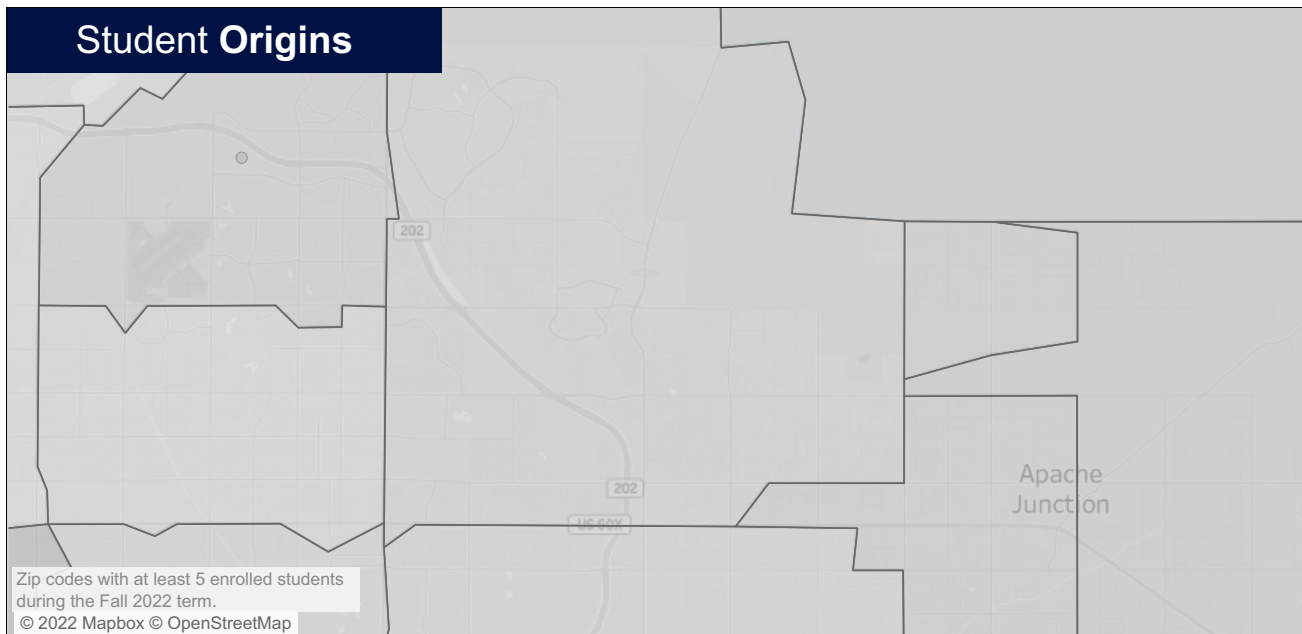 Student Origins
202
202
US 60X
Apache
Junction
Zip codes with at least 5 enrolled students
during the Fall 2022 term.
© 2022 Mapbox © OpenStreetMap